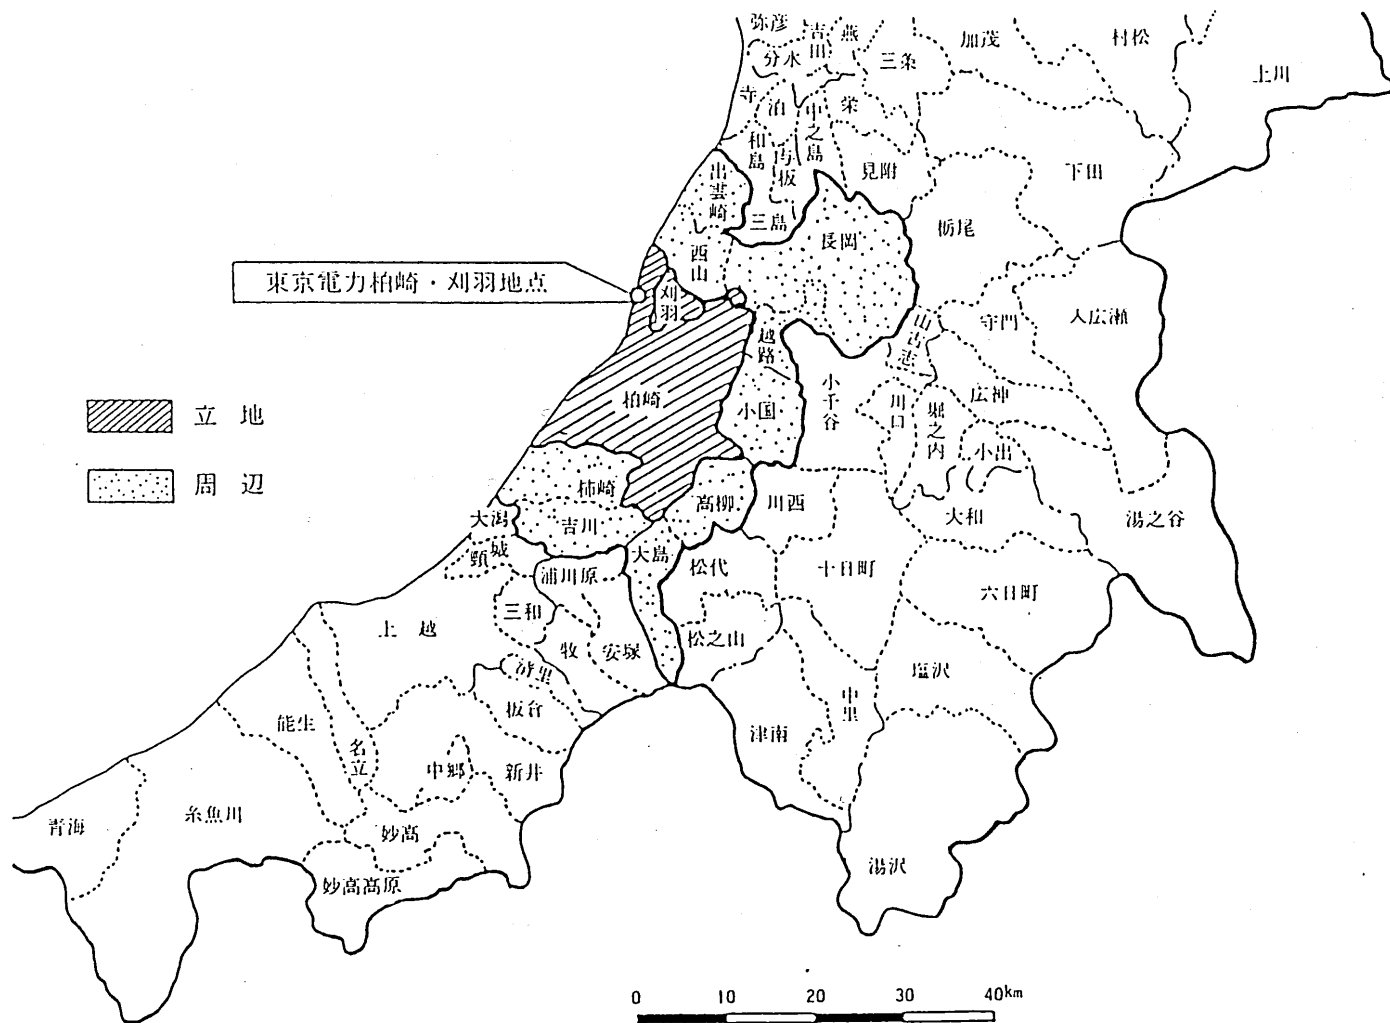 弥彦
吉田
燕
加茂
村松
分水
三条
上川
寺泊
中之島
栄
和島
与板
見附
下田
出雲崎
三島
長岡
栃尾
西山
東京電力柏崎・刈羽地点
刈羽
越路
山古志
守門
入広瀬
柏崎
小国
小千谷
川口
堀之内
広神
小出
立地
周辺
柿崎
高柳
川西
大潟
吉川
大和
湯之谷
頸城
浦川原
大島
松代
十日町
六日町
三和
上越
牧
安塚
松之山
清里
塩沢
板倉
中里
能生
名立
津南
中郷
新井
青海
糸魚川
妙高
湯沢
妙高高原
0 10 20 30 40km